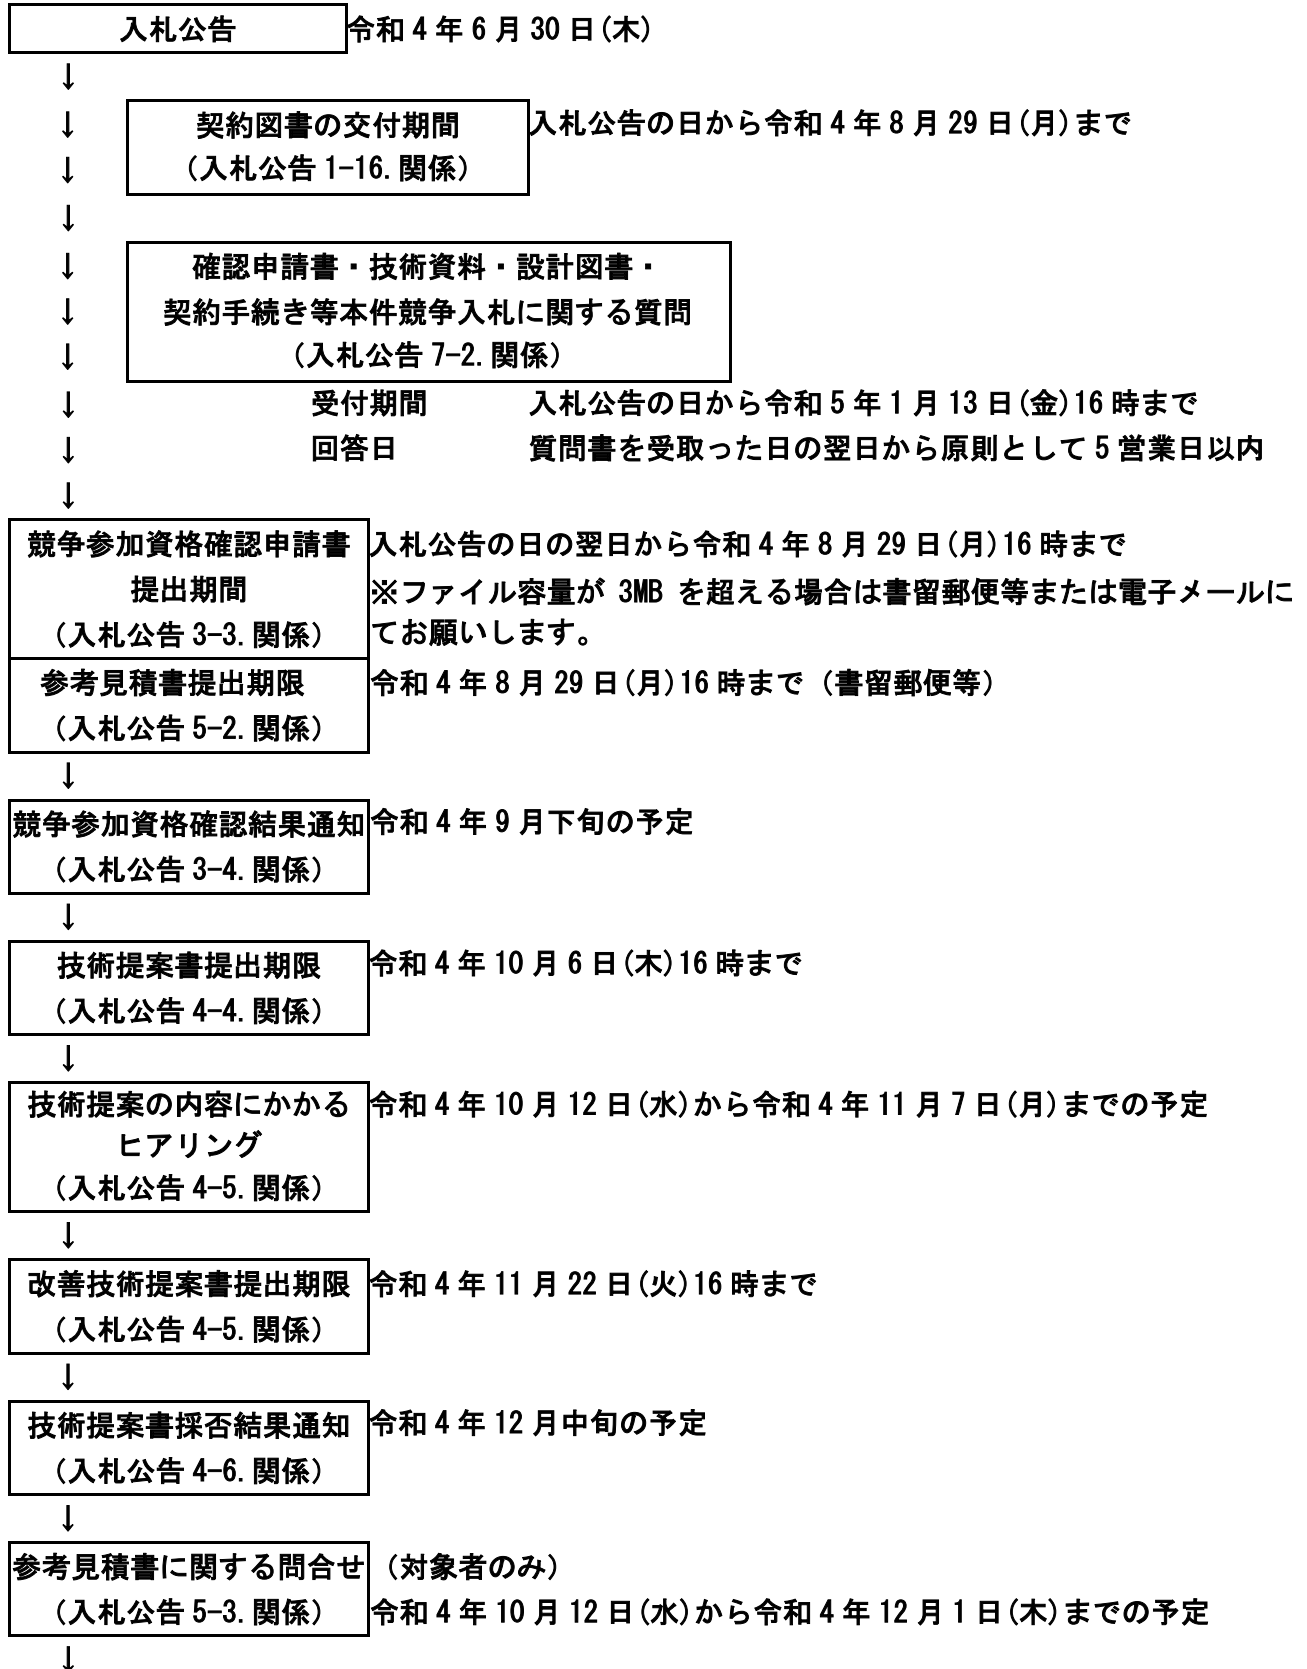 入札公告 令和4年6月30日(木)
↓
↓ 契約図書の交付期間 入札公告の日から令和4年8月29日(月)まで
↓ (入札公告1-16.関係)
↓
↓ 確認申請書・技術資料・設計図書・
↓ 契約手続き等本件競争入札に関する質問
↓ (入札公告7-2.関係)
↓ 受付期間 入札公告の日から令和5年1月13日(金)16時まで
↓ 回答日 質問書を受取った日の翌日から原則として5営業日以内
↓
競争参加資格確認申請書 入札公告の日の翌日から令和4年8月29日(月)16時まで
提出期間 ※ファイル容量が 3MB を超える場合は書留郵便等または電子メールに
(入札公告3-3.関係) てお願いします。
参考見積書提出期限 令和4年8月29日(月)16時まで(書留郵便等)
(入札公告5-2.関係)
↓
競争参加資格確認結果通知 令和4年9月下旬の予定
(入札公告3-4.関係)
↓
技術提案書提出期限 令和4年10月6日(木)16時まで
(入札公告4-4.関係)
↓
技術提案の内容にかかる 令和4年10月12日(水)から令和4年11月7日(月)までの予定
ヒアリング
(入札公告4-5.関係)
↓
改善技術提案書提出期限 令和4年11月22日(火)16時まで
(入札公告4-5.関係)
↓
技術提案書採否結果通知 令和4年12月中旬の予定
(入札公告4-6.関係)
↓
参考見積書に関する問合せ (対象者のみ)
(入札公告5-3.関係) 令和4年10月12日(水)から令和4年12月1日(木)までの予定
↓